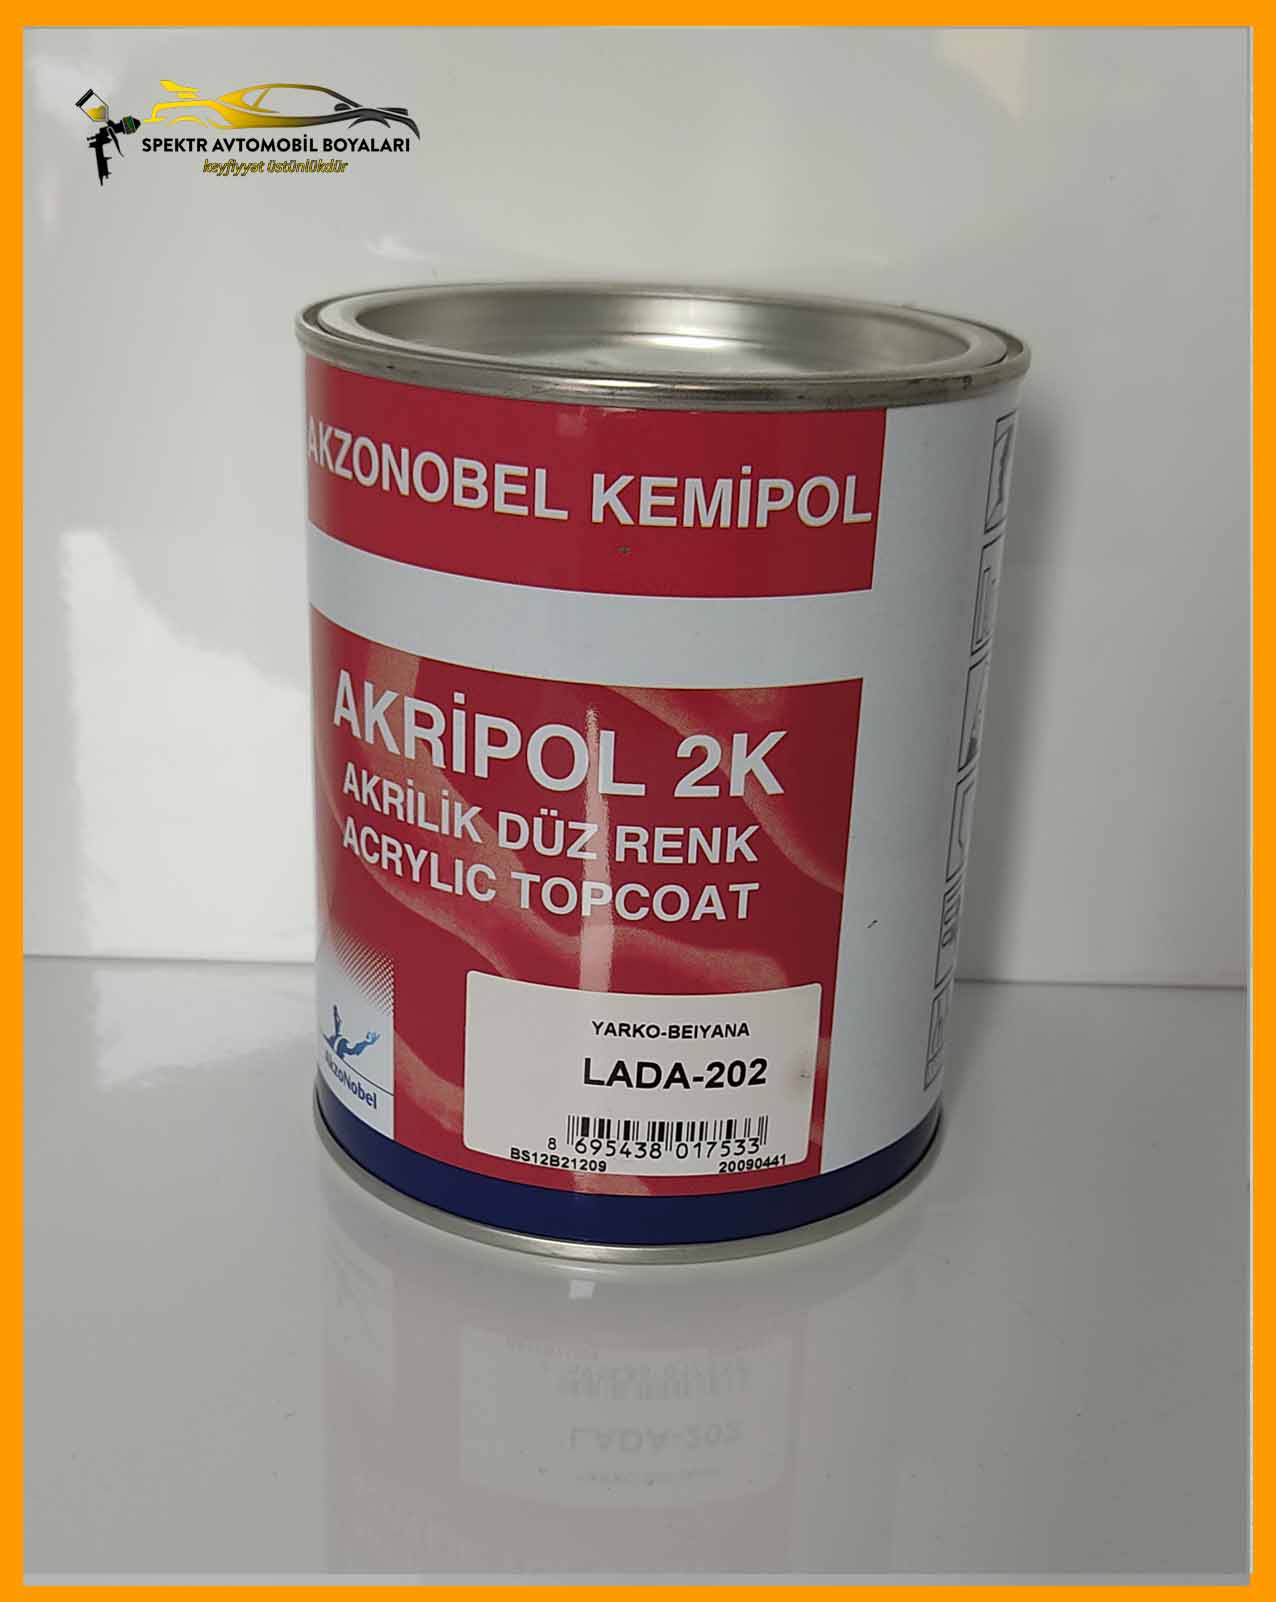 SPEKTR AVTOMOBİL BOYALARI
keyfiyyət üstünlükdür
AKZONOBEL KEMİPOL
AKRİPOL 2K
AKRİLİK DÜZ RENK
ACRYLIC TOPCOAT
AkzoNobel
YARKO-BEIYANA
LADA-202
8 695438 017533
BS12B21209 20090441